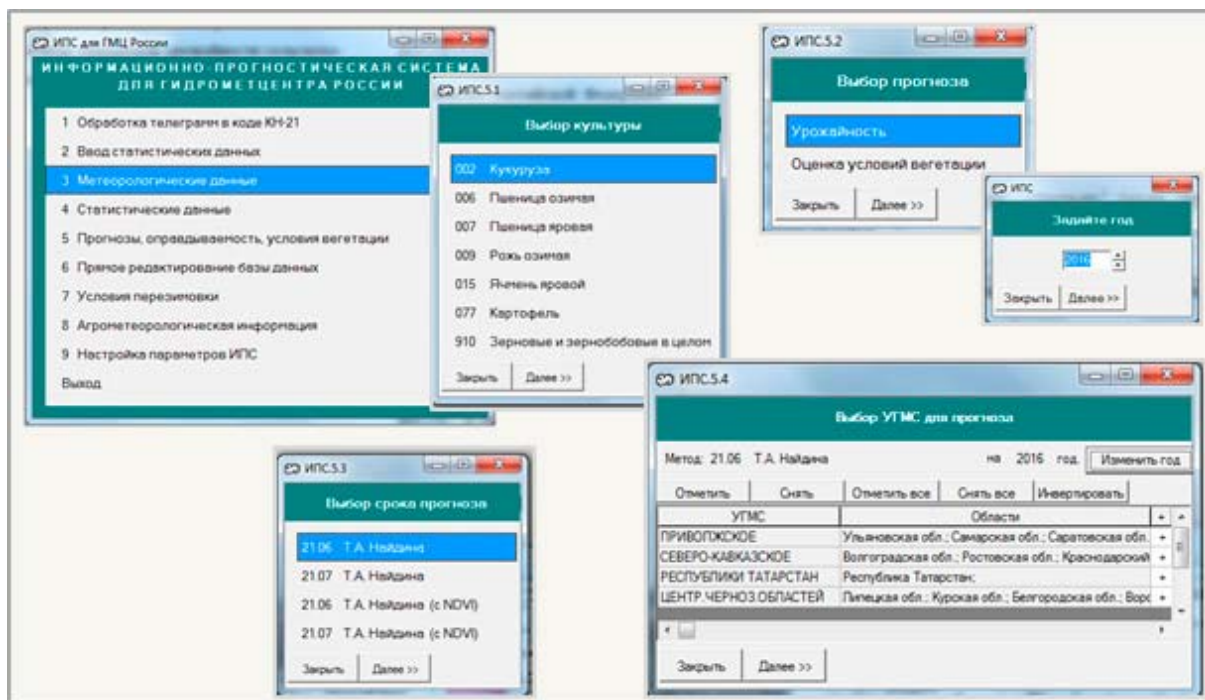 ИПС для ГМЦ России
ИНФОРМАЦИОННО-ПРОГНОСТИЧЕСКАЯ СИСТЕМА
ДЛЯ ГИДРОМЕТЦЕНТРА РОССИИ
1 Обработка телеграмм в коде КН-21
2 Ввод статистических данных
3 Метеорологические данные
4 Статистические данные
5 Прогнозы, оправдываемость, условия вегетации
6 Прямое редактирование базы данных
7 Условия перезимовки
8 Агрометеорологическая информация
9 Настройка параметров ИПС
Выход
ИПС.5.1
Выбор культуры
002 Кукуруза
006 Пшеница озимая
007 Пшеница яровая
009 Рожь озимая
015 Ячмень яровой
077 Картофель
910 Зерновые и зернобобовые в целом
Закрыть Далее >>
ИПС.5.2
Выбор прогноза
Урожайность
Оценка условий вегетации
Закрыть Далее >>
ИПС
Задайте год
2016
Закрыть Далее >>
ИПС.5.3
Выбор срока прогноза
21.06 Т.А. Найдина
21.07 Т.А. Найдина
21.06 Т.А. Найдина (с NDVI)
21.07 Т.А. Найдина (с NDVI)
Закрыть Далее >>
ИПС.5.4
Выбор УГМС для прогноза
Метод: 21.06 Т.А. Найдина на 2016 год. Изменить год
Отметить Снять Отметить все Снять все Инвертировать
УГМС Области +
ПРИВОЛЖСКОЕ Ульяновская обл.; Самарская обл.; Саратовская обл. +
СЕВЕРО-КАВКАЗСКОЕ Волгоградская обл.; Ростовская обл.; Краснодарский +
РЕСПУБЛИКИ ТАТАРСТАН Республика Татарстан; +
ЦЕНТР.ЧЕРНОЗ.ОБЛАСТЕЙ Липецкая обл.; Курская обл.; Белгородская обл.; Воро +
Закрыть Далее >>